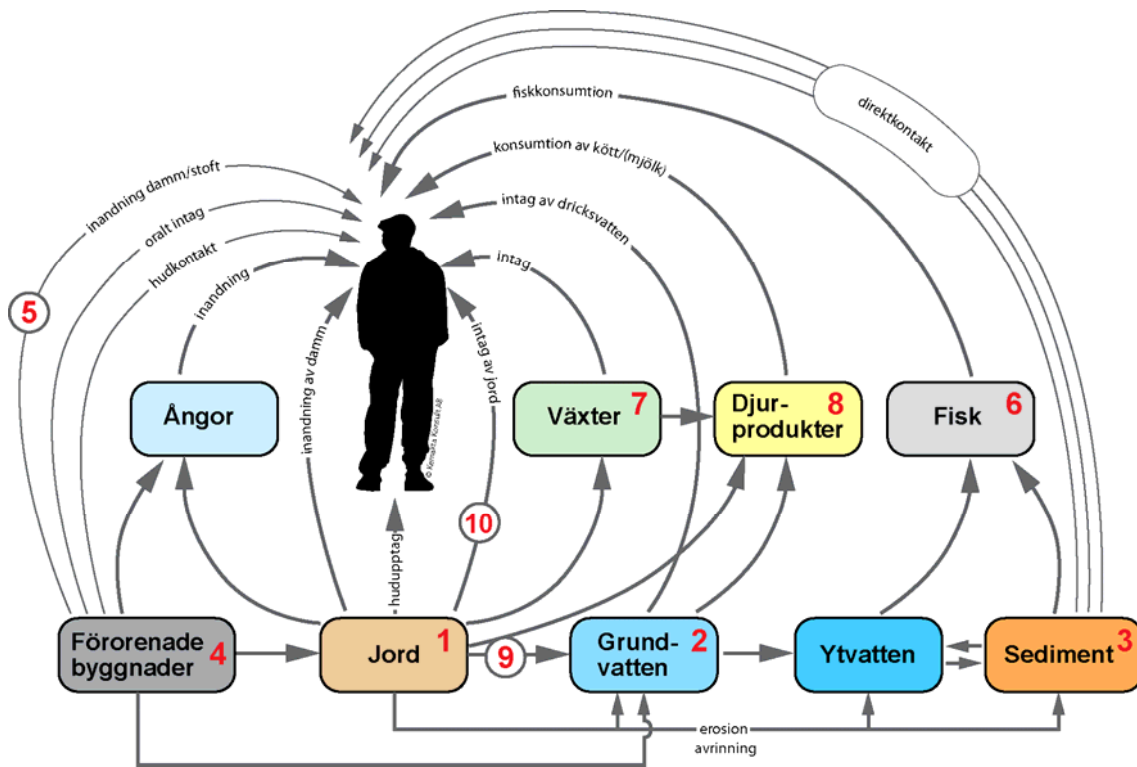 fiskkonsumtion
direktkontakt
konsumtion av kött/(mjölk)
inandning damm/stoft
intag av dricksvatten
oralt intag
hudkontakt
intag
inandning
5
inandning av damm
intag av jord
© Kemakta Konsult AB
Ångor
Växter 7
Djur- 8
produkter
Fisk 6
10
hudupptag
Förorenade
byggnader 4
Jord 1
9
Grund- 2
vatten
Ytvatten
Sediment 3
erosion
avrinning